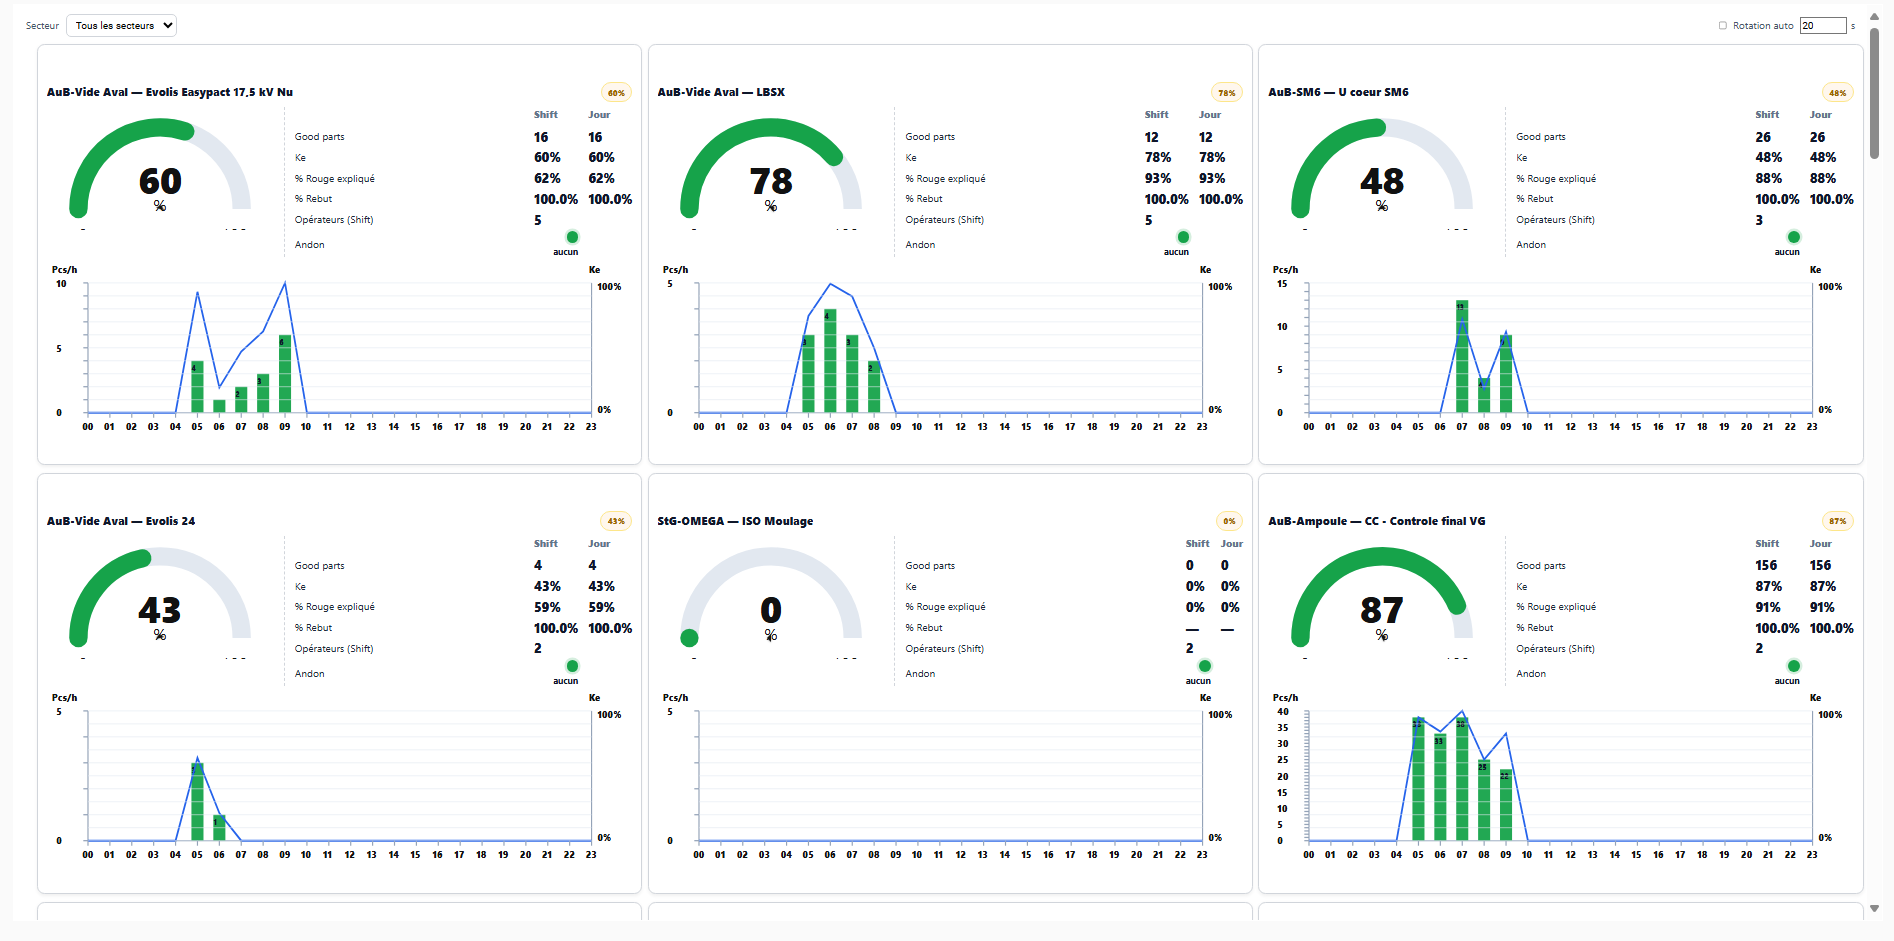 Secteur Tous les secteurs Rotation auto 20 s
AuB-Vide Aval — Evolis Easypact 17,5 kV Nu 60%
Shift Jour
Good parts 16 16
Ke 60% 60%
% Rouge expliqué 62% 62%
% Rebut 100.0% 100.0%
Opérateurs (Shift) 5
Andon aucun
60
%
Pcs/h Ke
10 100%
5
0 0%
4 2 3 6
00 01 02 03 04 05 06 07 08 09 10 11 12 13 14 15 16 17 18 19 20 21 22 23
AuB-Vide Aval — LBSX 78%
Shift Jour
Good parts 12 12
Ke 78% 78%
% Rouge expliqué 93% 93%
% Rebut 100.0% 100.0%
Opérateurs (Shift) 5
Andon aucun
78
%
Pcs/h Ke
5 100%
0 0%
3 4 3 2
00 01 02 03 04 05 06 07 08 09 10 11 12 13 14 15 16 17 18 19 20 21 22 23
AuB-SM6 — U coeur SM6 48%
Shift Jour
Good parts 26 26
Ke 48% 48%
% Rouge expliqué 88% 88%
% Rebut 100.0% 100.0%
Opérateurs (Shift) 3
Andon aucun
48
%
Pcs/h Ke
15 100%
10
5
0 0%
13 4 9
00 01 02 03 04 05 06 07 08 09 10 11 12 13 14 15 16 17 18 19 20 21 22 23
AuB-Vide Aval — Evolis 24 43%
Shift Jour
Good parts 4 4
Ke 43% 43%
% Rouge expliqué 59% 59%
% Rebut 100.0% 100.0%
Opérateurs (Shift) 2
Andon aucun
43
%
Pcs/h Ke
5 100%
0 0%
3 1
00 01 02 03 04 05 06 07 08 09 10 11 12 13 14 15 16 17 18 19 20 21 22 23
StG-OMEGA — ISO Moulage 0%
Shift Jour
Good parts 0 0
Ke 0% 0%
% Rouge expliqué 0% 0%
% Rebut — —
Opérateurs (Shift) 2
Andon aucun
0
%
Pcs/h Ke
5 100%
0 0%
00 01 02 03 04 05 06 07 08 09 10 11 12 13 14 15 16 17 18 19 20 21 22 23
AuB-Ampoule — CC - Controle final VG 87%
Shift Jour
Good parts 156 156
Ke 87% 87%
% Rouge expliqué 91% 91%
% Rebut 100.0% 100.0%
Opérateurs (Shift) 2
Andon aucun
87
%
Pcs/h Ke
40 100%
35
30
25
20
15
10
5
0 0%
38 33 38 25 22
00 01 02 03 04 05 06 07 08 09 10 11 12 13 14 15 16 17 18 19 20 21 22 23